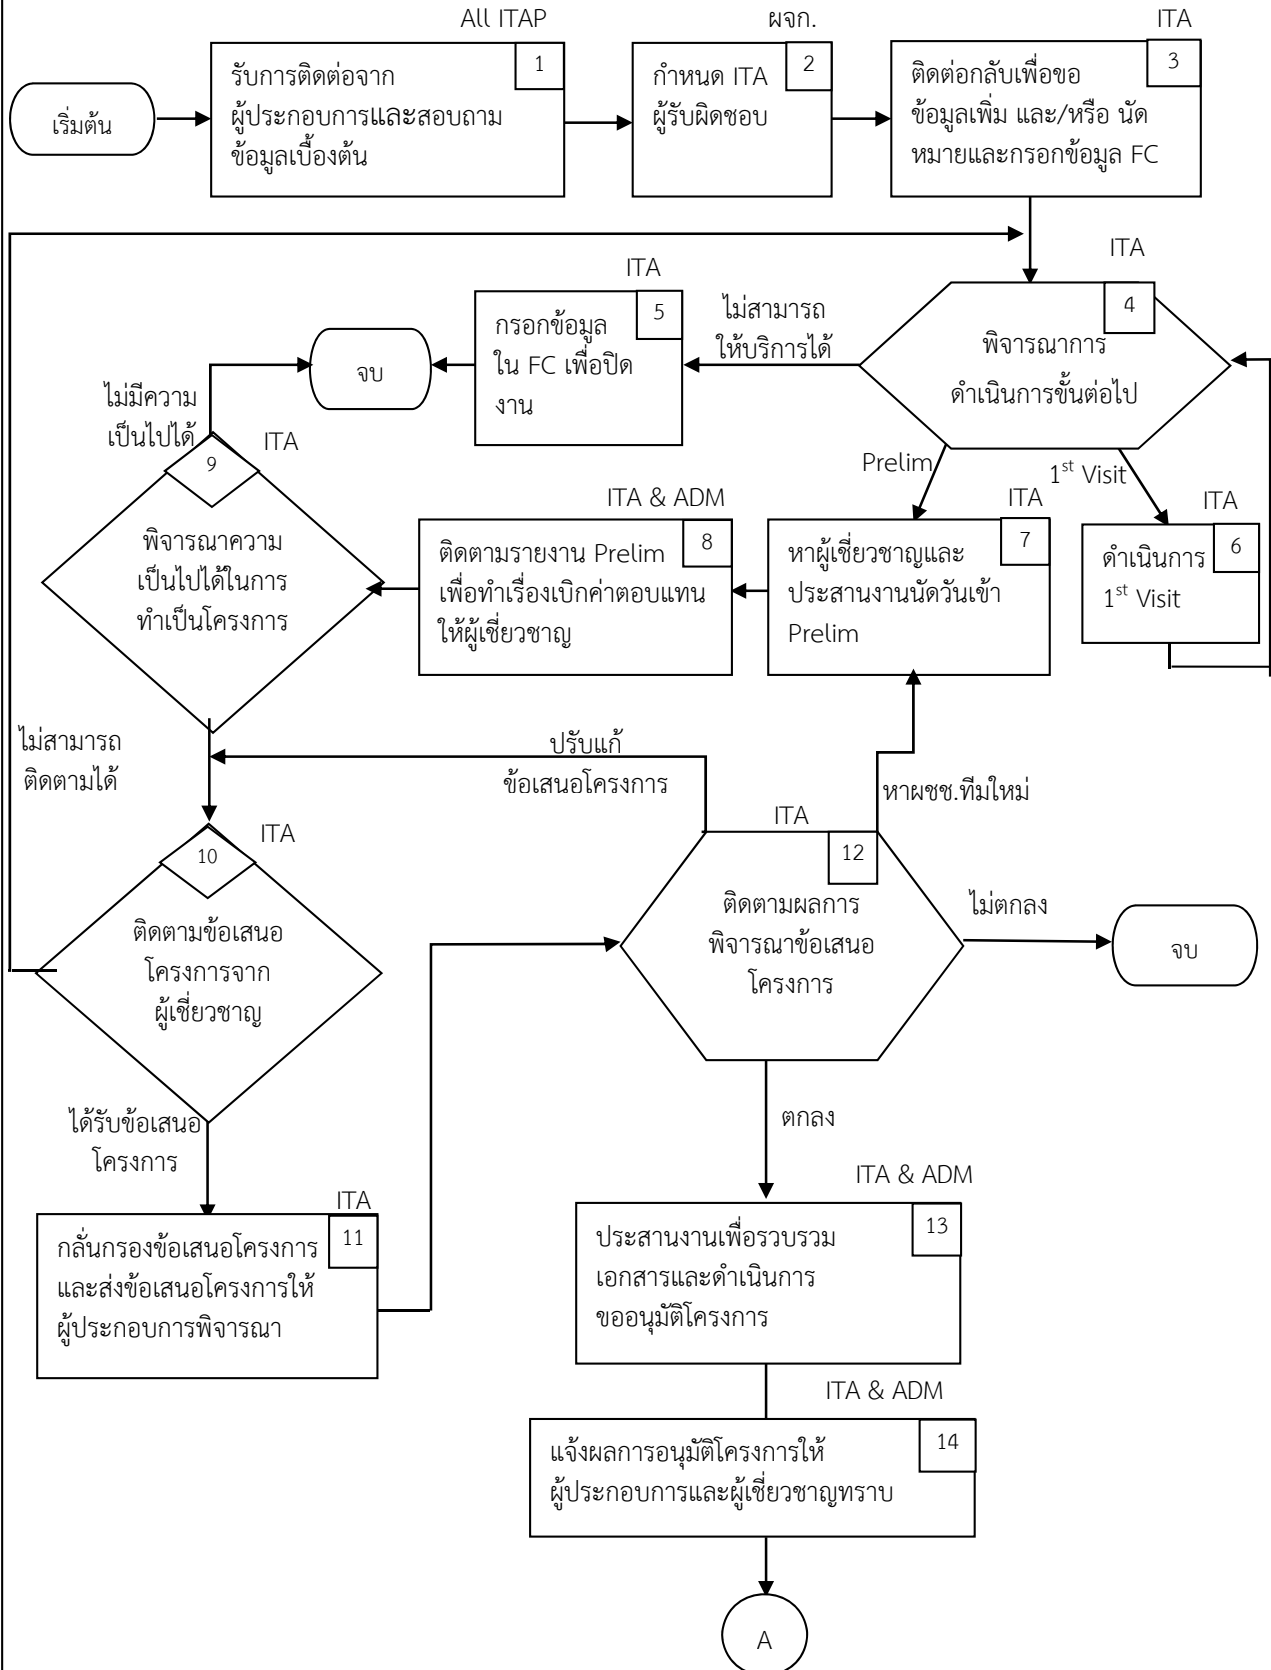 All ITAP
ผจก.
ITA
เริ่มต้น
1
รับการติดต่อจาก
ผู้ประกอบการและสอบถาม
ข้อมูลเบื้องต้น
2
กำหนด ITA
ผู้รับผิดชอบ
3
ติดต่อกลับเพื่อขอ
ข้อมูลเพิ่ม และ/หรือ นัด
หมายและกรอกข้อมูล FC
ITA
4
พิจารณาการ
ดำเนินการขั้นต่อไป
ไม่สามารถ
ให้บริการได้
ITA
5
กรอกข้อมูล
ใน FC เพื่อปิด
งาน
จบ
ไม่มีความ
เป็นไปได้
ITA
9
พิจารณาความ
เป็นไปได้ในการ
ทำเป็นโครงการ
Prelim
1st Visit
ITA
6
ดำเนินการ
1st Visit
ITA
7
หาผู้เชี่ยวชาญและ
ประสานงานนัดวันเข้า
Prelim
ITA & ADM
8
ติดตามรายงาน Prelim
เพื่อทำเรื่องเบิกค่าตอบแทน
ให้ผู้เชี่ยวชาญ
ไม่สามารถ
ติดตามได้
ปรับแก้
ข้อเสนอโครงการ
หาผชช.ทีมใหม่
ITA
10
ติดตามข้อเสนอ
โครงการจาก
ผู้เชี่ยวชาญ
ITA
12
ติดตามผลการ
พิจารณาข้อเสนอ
โครงการ
ไม่ตกลง
จบ
ได้รับข้อเสนอ
โครงการ
ตกลง
ITA
11
กลั่นกรองข้อเสนอโครงการ
และส่งข้อเสนอโครงการให้
ผู้ประกอบการพิจารณา
ITA & ADM
13
ประสานงานเพื่อรวบรวม
เอกสารและดำเนินการ
ขออนุมัติโครงการ
ITA & ADM
14
แจ้งผลการอนุมัติโครงการให้
ผู้ประกอบการและผู้เชี่ยวชาญทราบ
A